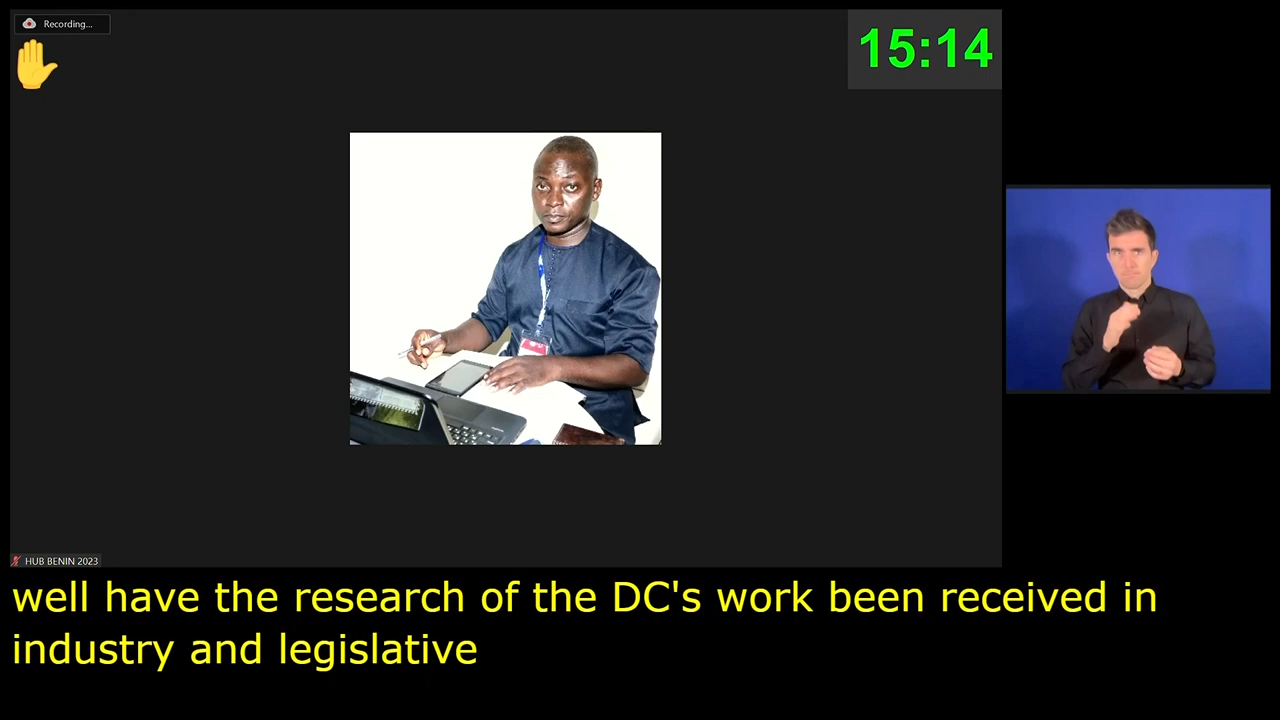 Recording...
15:14
HUB BENIN 2023
well have the research of the DC's work been received in
industry and legislative